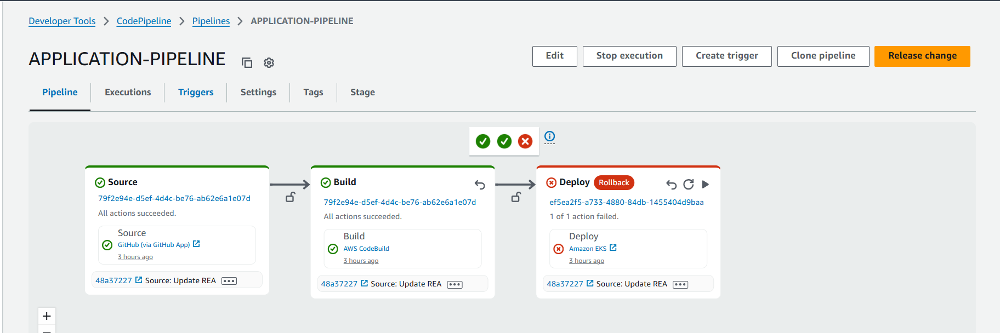 Developer Tools > CodePipeline > Pipelines > APPLICATION-PIPELINE
APPLICATION-PIPELINE
Edit
Stop execution
Create trigger
Clone pipeline
Release change
Pipeline
Executions
Triggers
Settings
Tags
Stage
Source
79f2e94e-d5ef-4d4c-be76-ab62e6a1e07d
All actions succeeded.
Source
GitHub (via GitHub App)
3 hours ago
48a37227 Source: Update REA
Build
79f2e94e-d5ef-4d4c-be76-ab62e6a1e07d
All actions succeeded.
Build
AWS CodeBuild
3 hours ago
48a37227 Source: Update REA
Deploy Rollback
ef5ea2f5-a733-4880-84db-1455404d9baa
1 of 1 action failed.
Deploy
Amazon EKS
3 hours ago
48a37227 Source: Update REA